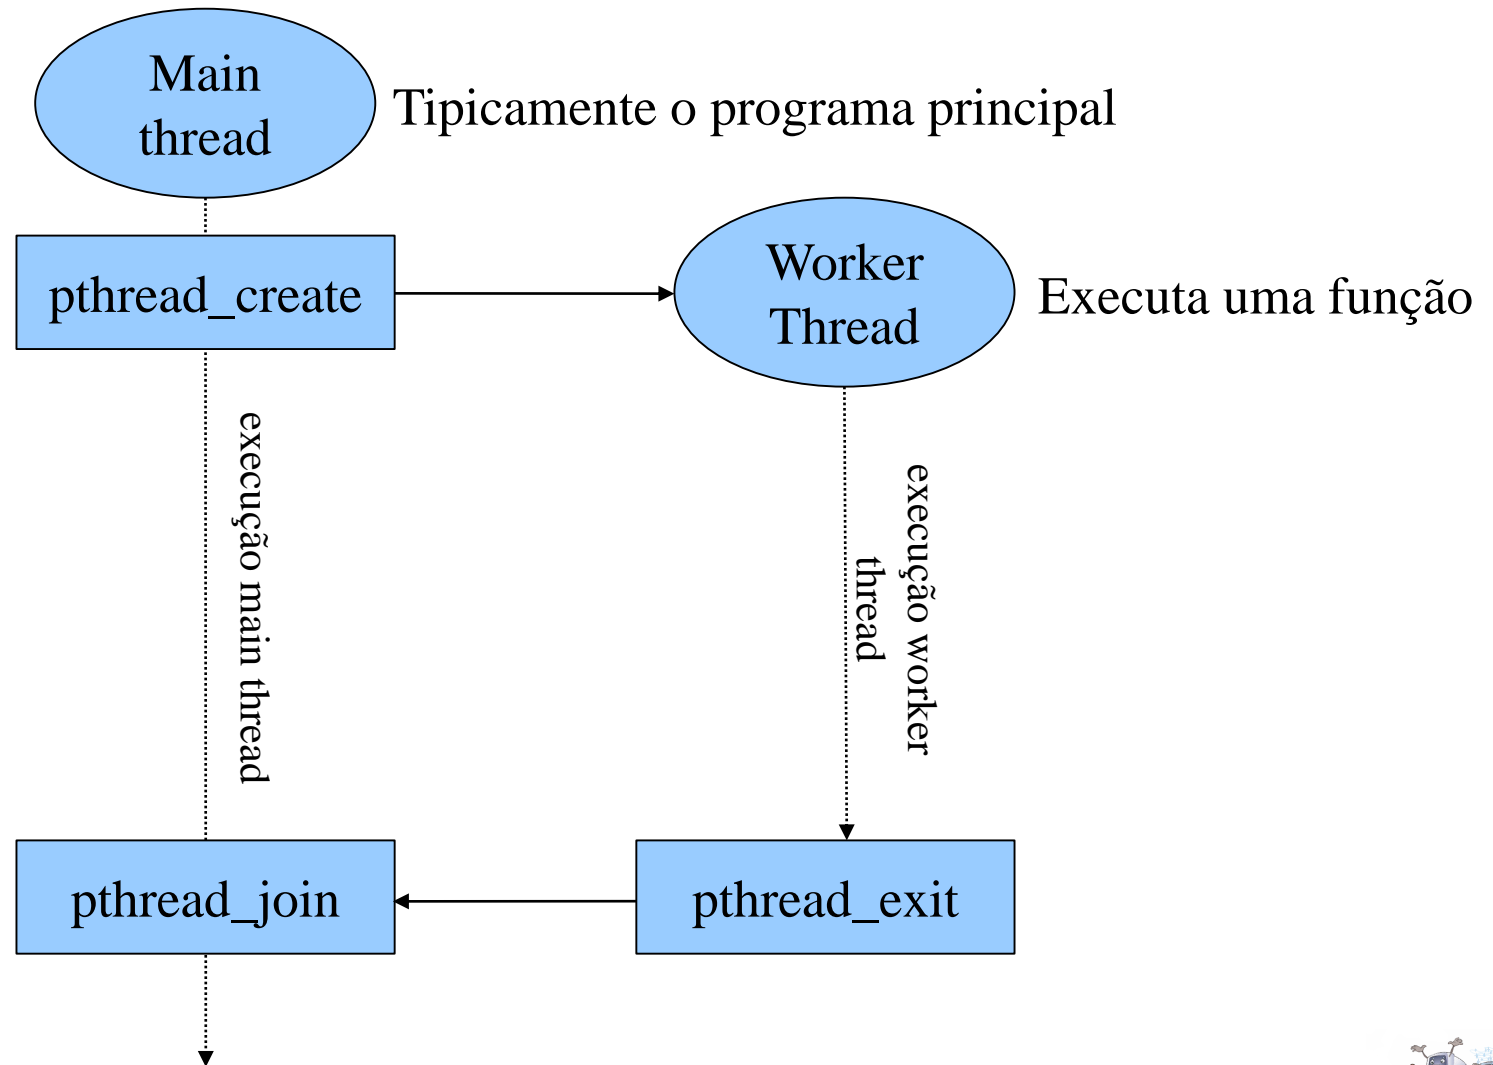 Main
thread
Tipicamente o programa principal
pthread_create
Worker
Thread
Executa uma função
execução main thread
execução worker
thread
pthread_join
pthread_exit